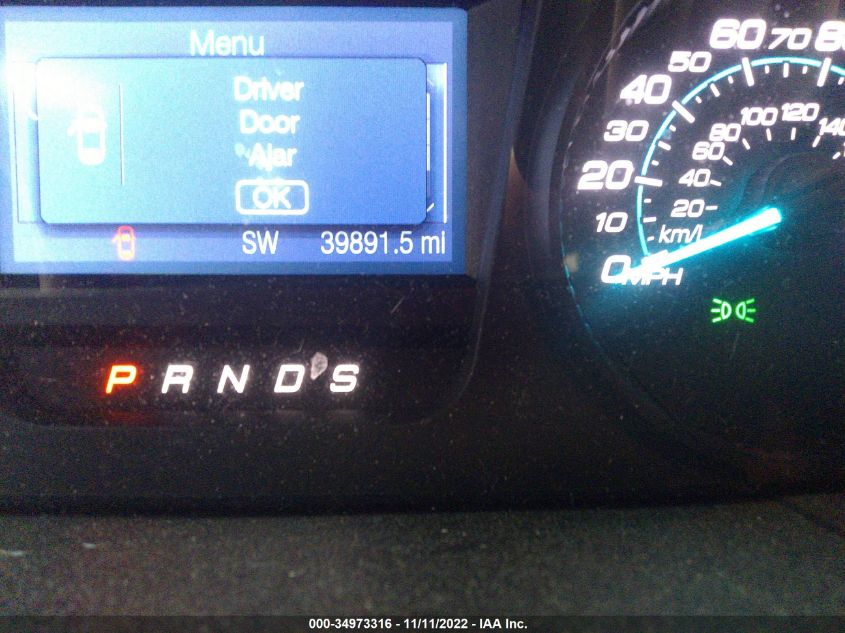 Menu
Driver
Door
Ajar
OK
SW 39891.5 mi
P R N D S
0 10 20 30 40 50 60 70
20 40 60 80 100 120
km/
MPH
000-34973316 - 11/11/2022 - IAA Inc.